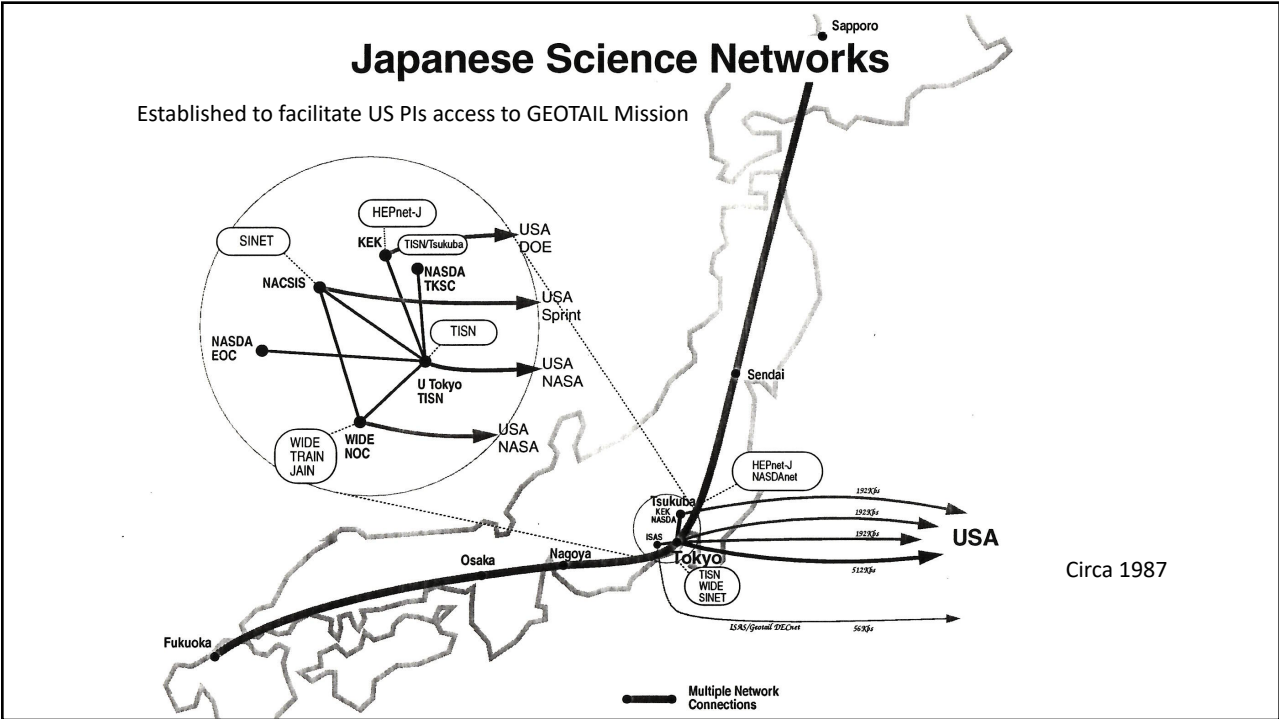 Sapporo
Japanese Science Networks
Established to facilitate US PIs access to GEOTAIL Mission
HEPnet-J
SINET
KEK
TISN/Tsukuba
USA
DOE
NASDA
TKSC
NACSIS
USA
Sprint
TISN
NASDA
EOC
USA
NASA
U Tokyo
TISN
WIDE
NOC
USA
NASA
WIDE
TRAIN
JAIN
Sendai
HEPnet-J
NASDAnet
Tsukuba
KEK
NASDA
ISAS
Tokyo
TISN
WIDE
SINET
192Kbs
192Kbs
192Kbs
512Kbs
USA
Circa 1987
Nagoya
Osaka
Fukuoka
ISAS/Geotail DECnet
56Kbs
Multiple Network
Connections